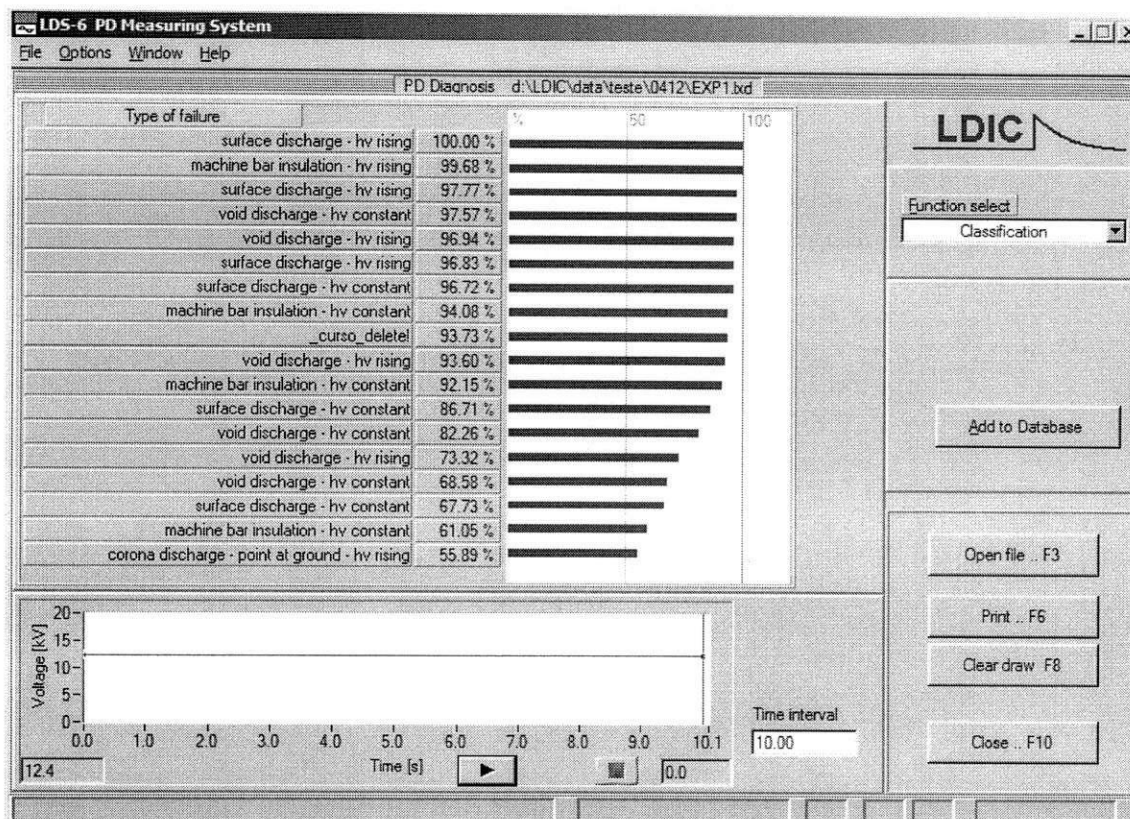 LDS-6 PD Measuring System
File Options Window Help
PD Diagnosis d:\LDIC\data\teste\0412\EXP1.lxd
Type of failure
% 50 100
surface discharge - hv rising 100.00 %
machine bar insulation - hv rising 99.68 %
surface discharge - hv rising 97.77 %
void discharge - hv constant 97.57 %
void discharge - hv rising 96.94 %
surface discharge - hv rising 96.83 %
surface discharge - hv constant 96.72 %
machine bar insulation - hv constant 94.08 %
_curso_delete! 93.73 %
void discharge - hv rising 93.60 %
machine bar insulation - hv constant 92.15 %
surface discharge - hv constant 86.71 %
void discharge - hv constant 82.26 %
void discharge - hv rising 73.32 %
void discharge - hv constant 68.58 %
surface discharge - hv constant 67.73 %
machine bar insulation - hv constant 61.05 %
corona discharge - point at ground - hv rising 55.89 %
LDIC
Function select
Classification
Add to Database
Open file .. F3
Print .. F6
Clear draw F8
Close .. F10
Voltage [kV]
20
15
10
5
0
0.0 1.0 2.0 3.0 4.0 5.0 6.0 7.0 8.0 9.0 10.1
Time [s]
12.4
0.0
Time interval
10.00